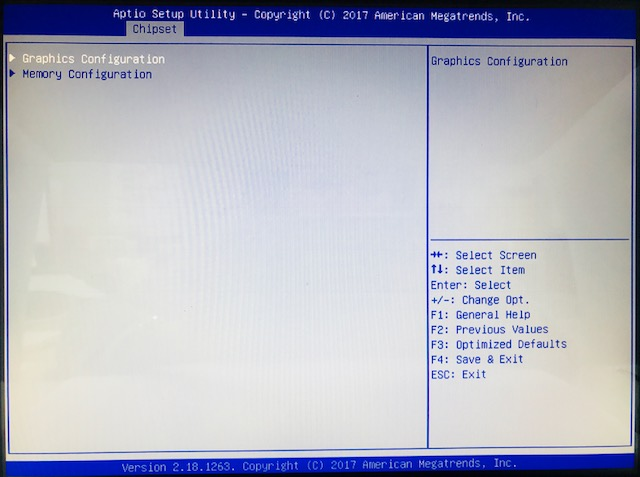 Aptio Setup Utility – Copyright (C) 2017 American Megatrends, Inc.
Chipset
Graphics Configuration
Memory Configuration
Graphics Configuration
→←: Select Screen
↑↓: Select Item
Enter: Select
+/-: Change Opt.
F1: General Help
F2: Previous Values
F3: Optimized Defaults
F4: Save & Exit
ESC: Exit
Version 2.18.1263. Copyright (C) 2017 American Megatrends, Inc.